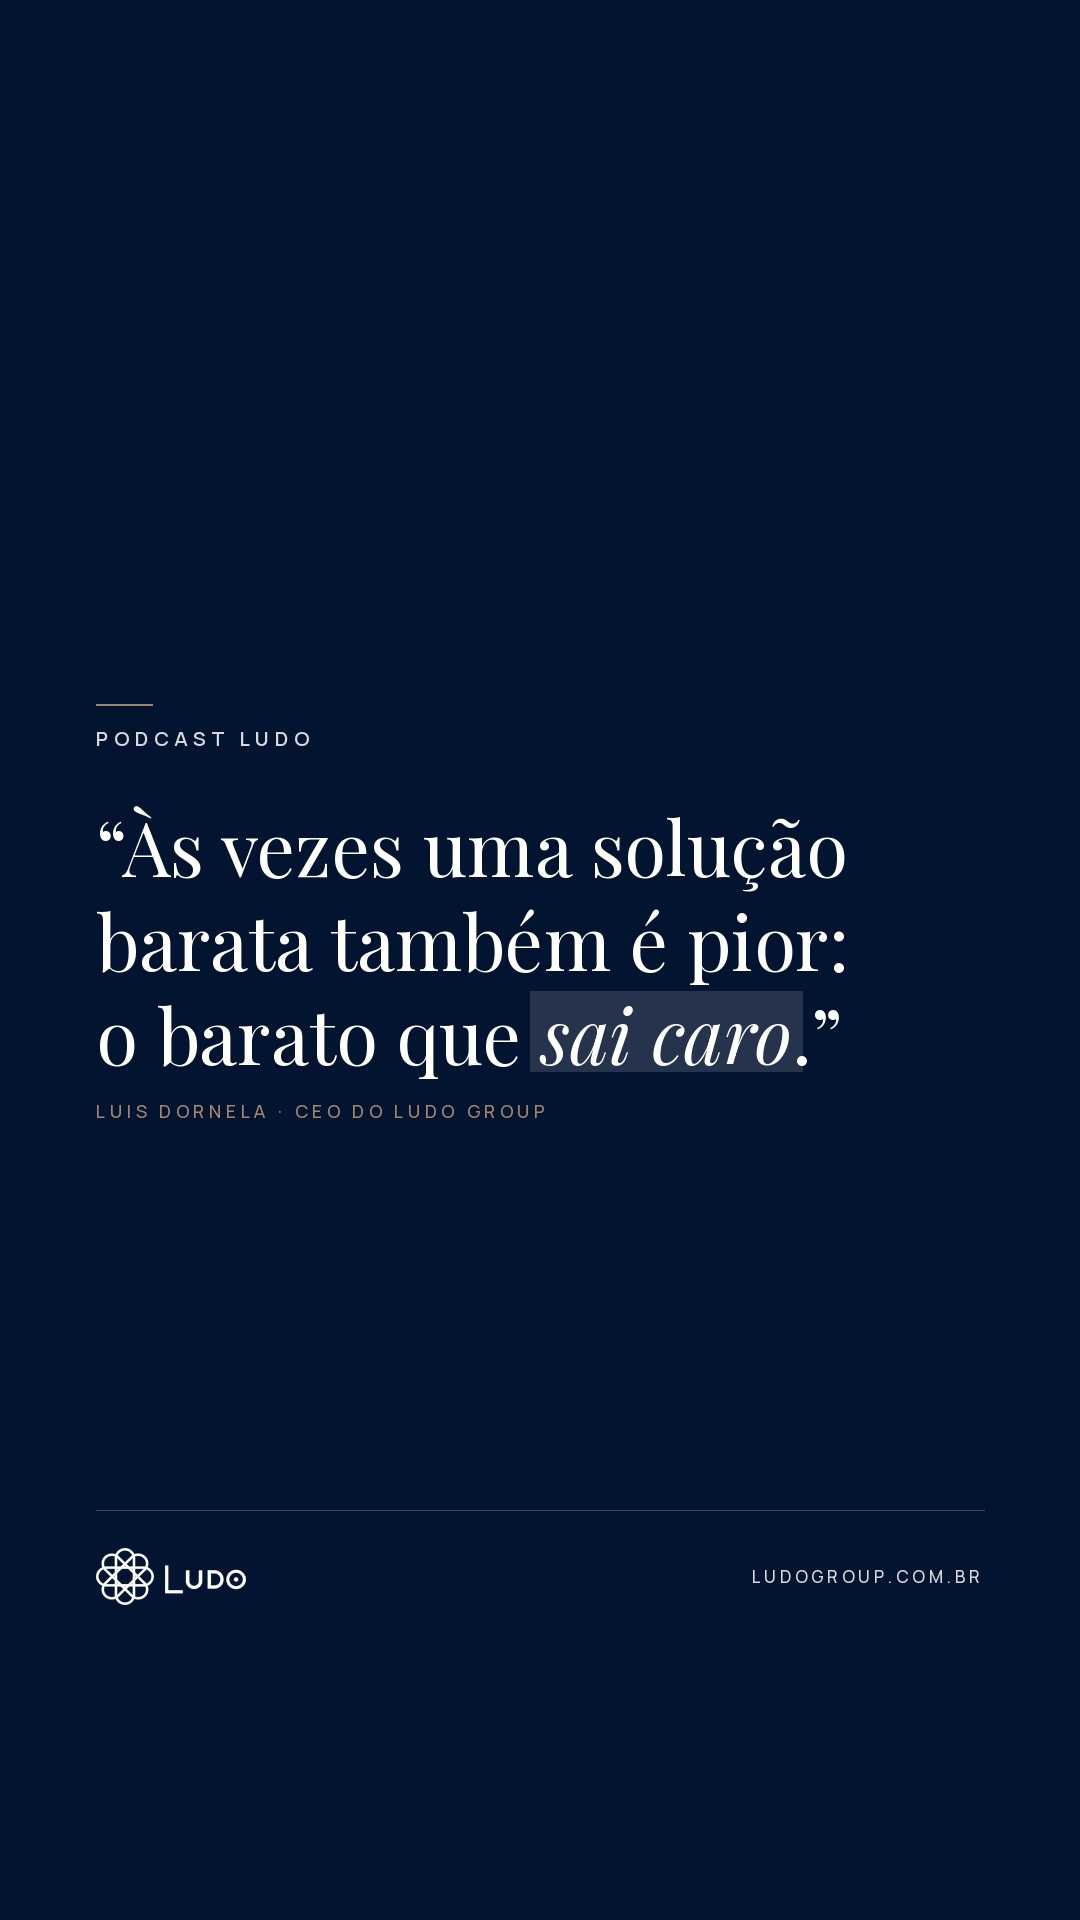 PODCAST LUDO
“Às vezes uma solução
barata também é pior:
o barato que sai caro.”
LUIS DORNELA · CEO DO LUDO GROUP
LUDO
LUDOGROUP.COM.BR